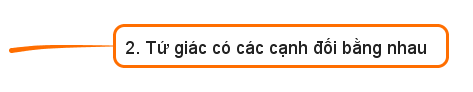 2. Tứ giác có các cạnh đối bằng nhau